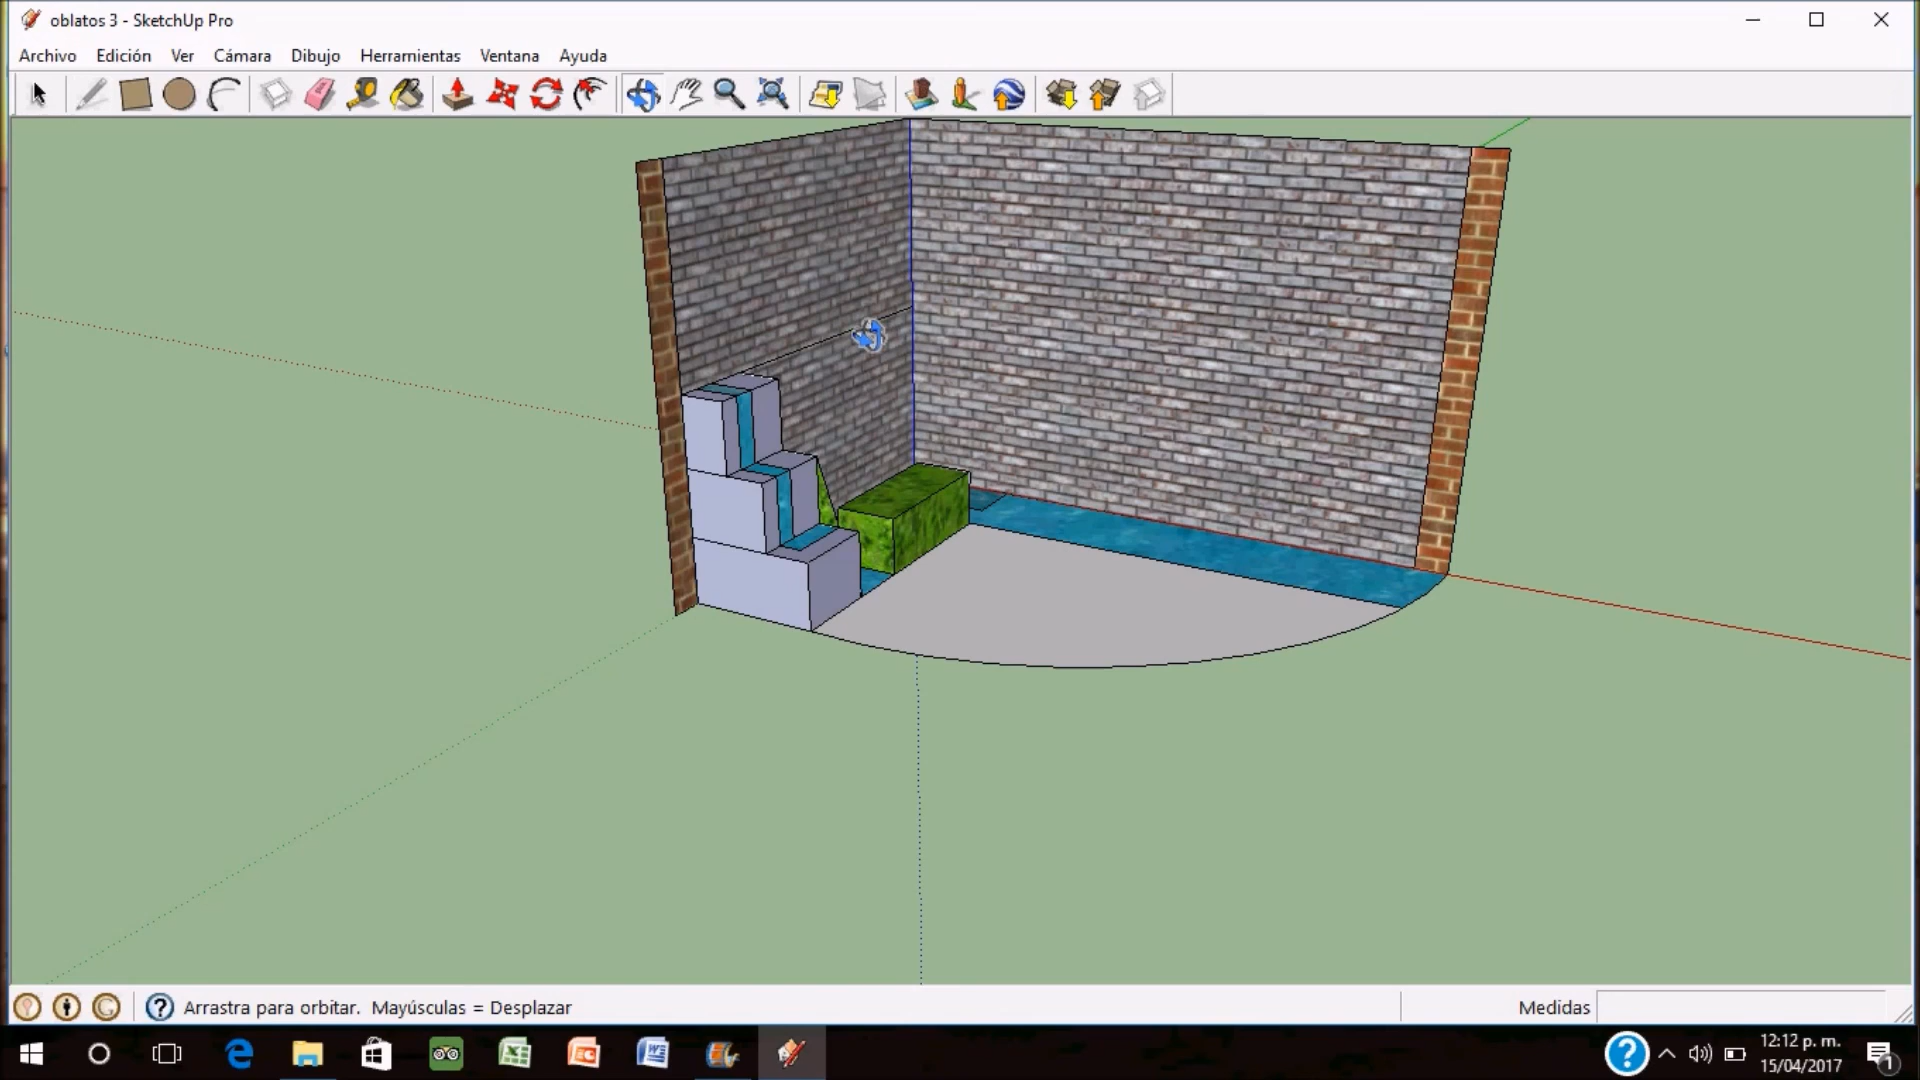 oblatos 3 - SketchUp Pro
Archivo Edición Ver Cámara Dibujo Herramientas Ventana Ayuda
Arrastra para orbitar. Mayúsculas = Desplazar
Medidas
12:12 p. m.
15/04/2017
1